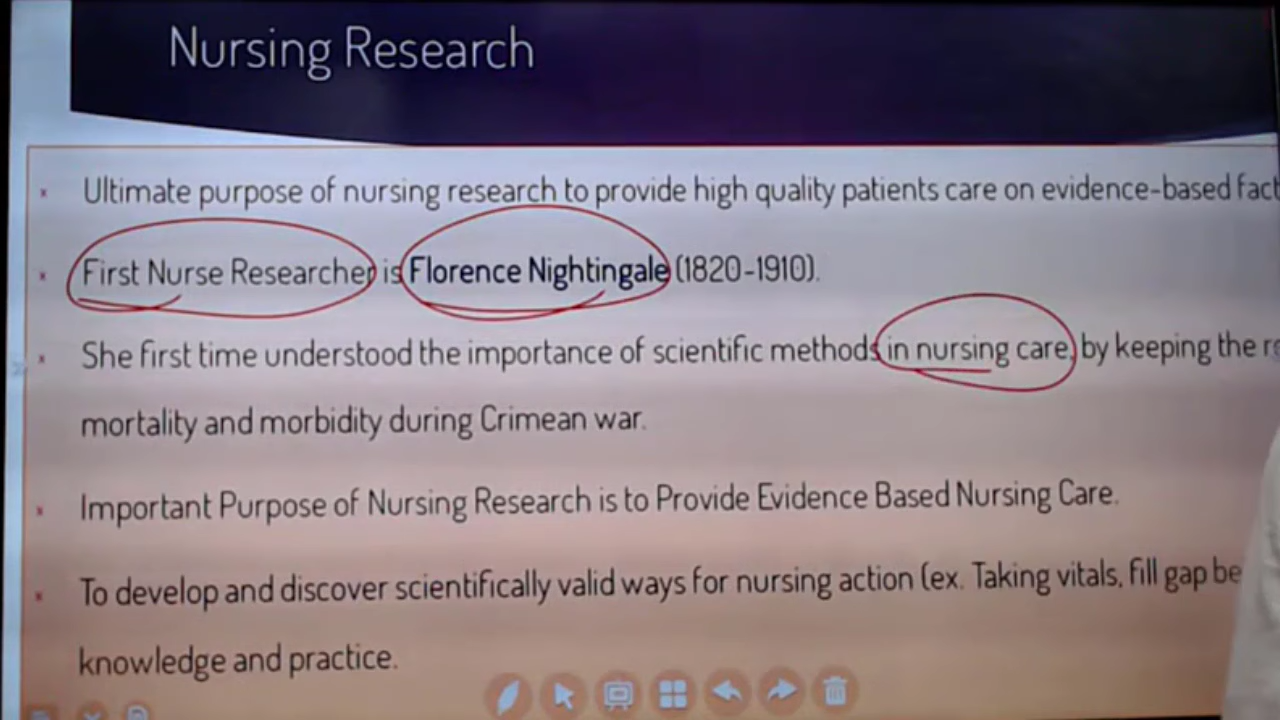 Nursing Research
Ultimate purpose of nursing research to provide high quality patients care on evidence-based
First Nurse Researcher is Florence Nightingale (1820-1910).
She first time understood the importance of scientific methods in nursing care, by keeping the
mortality and morbidity during Crimean war.
Important Purpose of Nursing Research is to Provide Evidence Based Nursing Care.
To develop and discover scientifically valid ways for nursing action (ex. Taking vitals, fill gap
knowledge and practice.